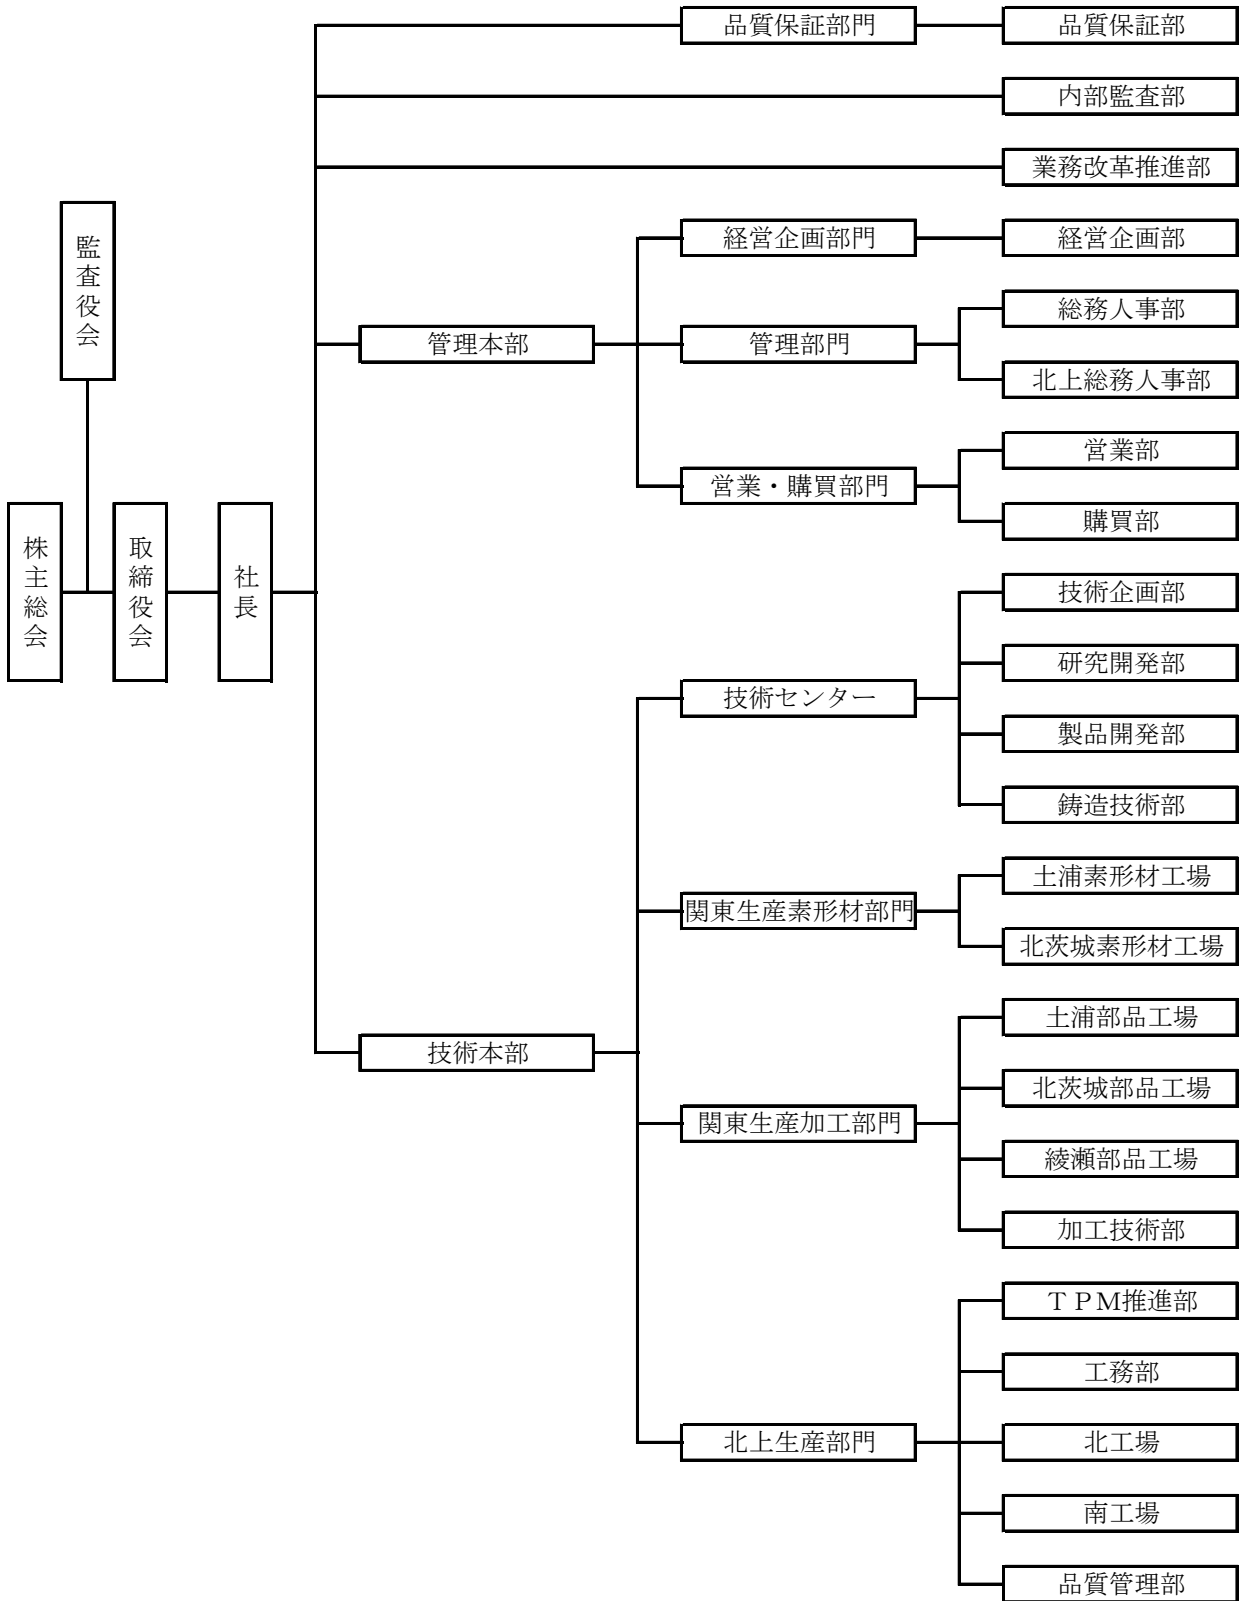 品質保証部門
品質保証部
内部監査部
業務改革推進部
監査役会
経営企画部門
経営企画部
総務人事部
管理本部
管理部門
北上総務人事部
営業部
営業・購買部門
購買部
株主総会
取締役会
社長
技術企画部
研究開発部
技術センター
製品開発部
鋳造技術部
土浦素形材工場
関東生産素形材部門
北茨城素形材工場
土浦部品工場
技術本部
北茨城部品工場
関東生産加工部門
綾瀬部品工場
加工技術部
ＴＰＭ推進部
工務部
北上生産部門
北工場
南工場
品質管理部